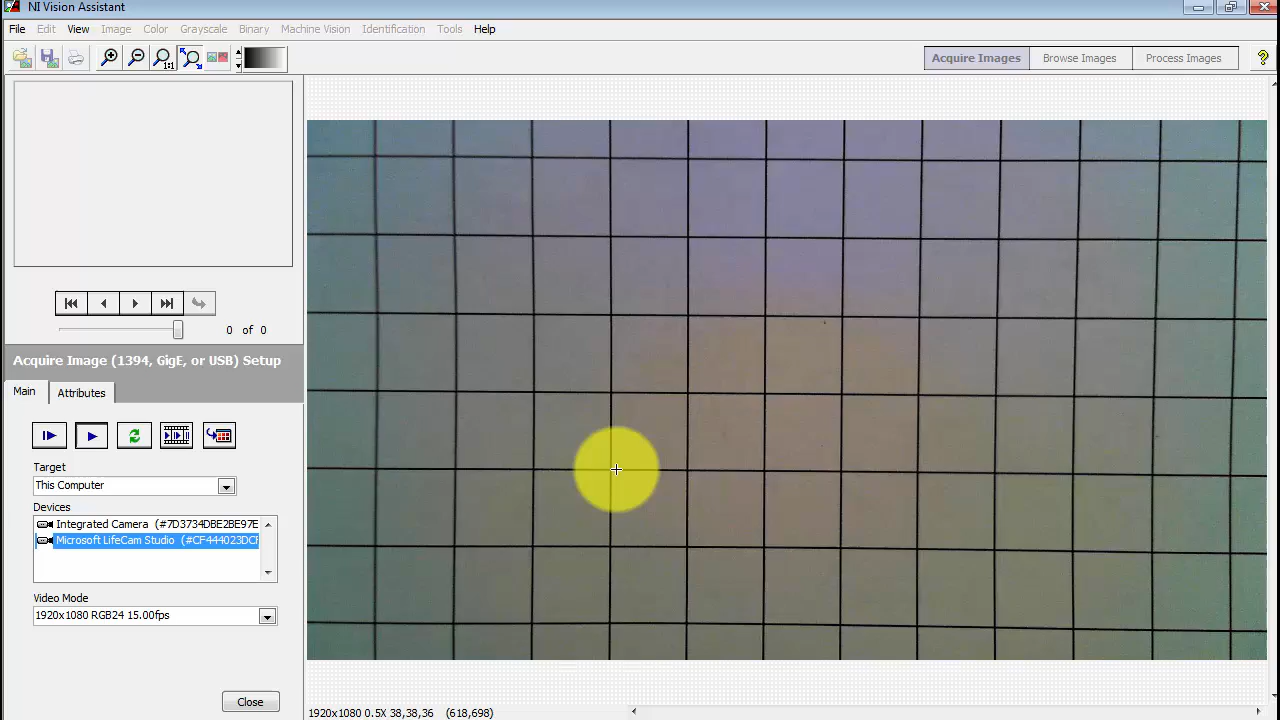 NI Vision Assistant
File Edit View Image Color Grayscale Binary Machine Vision Identification Tools Help
1:1
Acquire Images Browse Images Process Images ?
0 of 0
Acquire Image (1394, GigE, or USB) Setup
Main Attributes
Target
This Computer
Devices
Integrated Camera (#7D3734DBE2BE97E
Microsoft LifeCam Studio (#CF444023DCF
Video Mode
1920x1080 RGB24 15.00fps
Close
1920x1080 0.5X 38,38,36 (618,698)